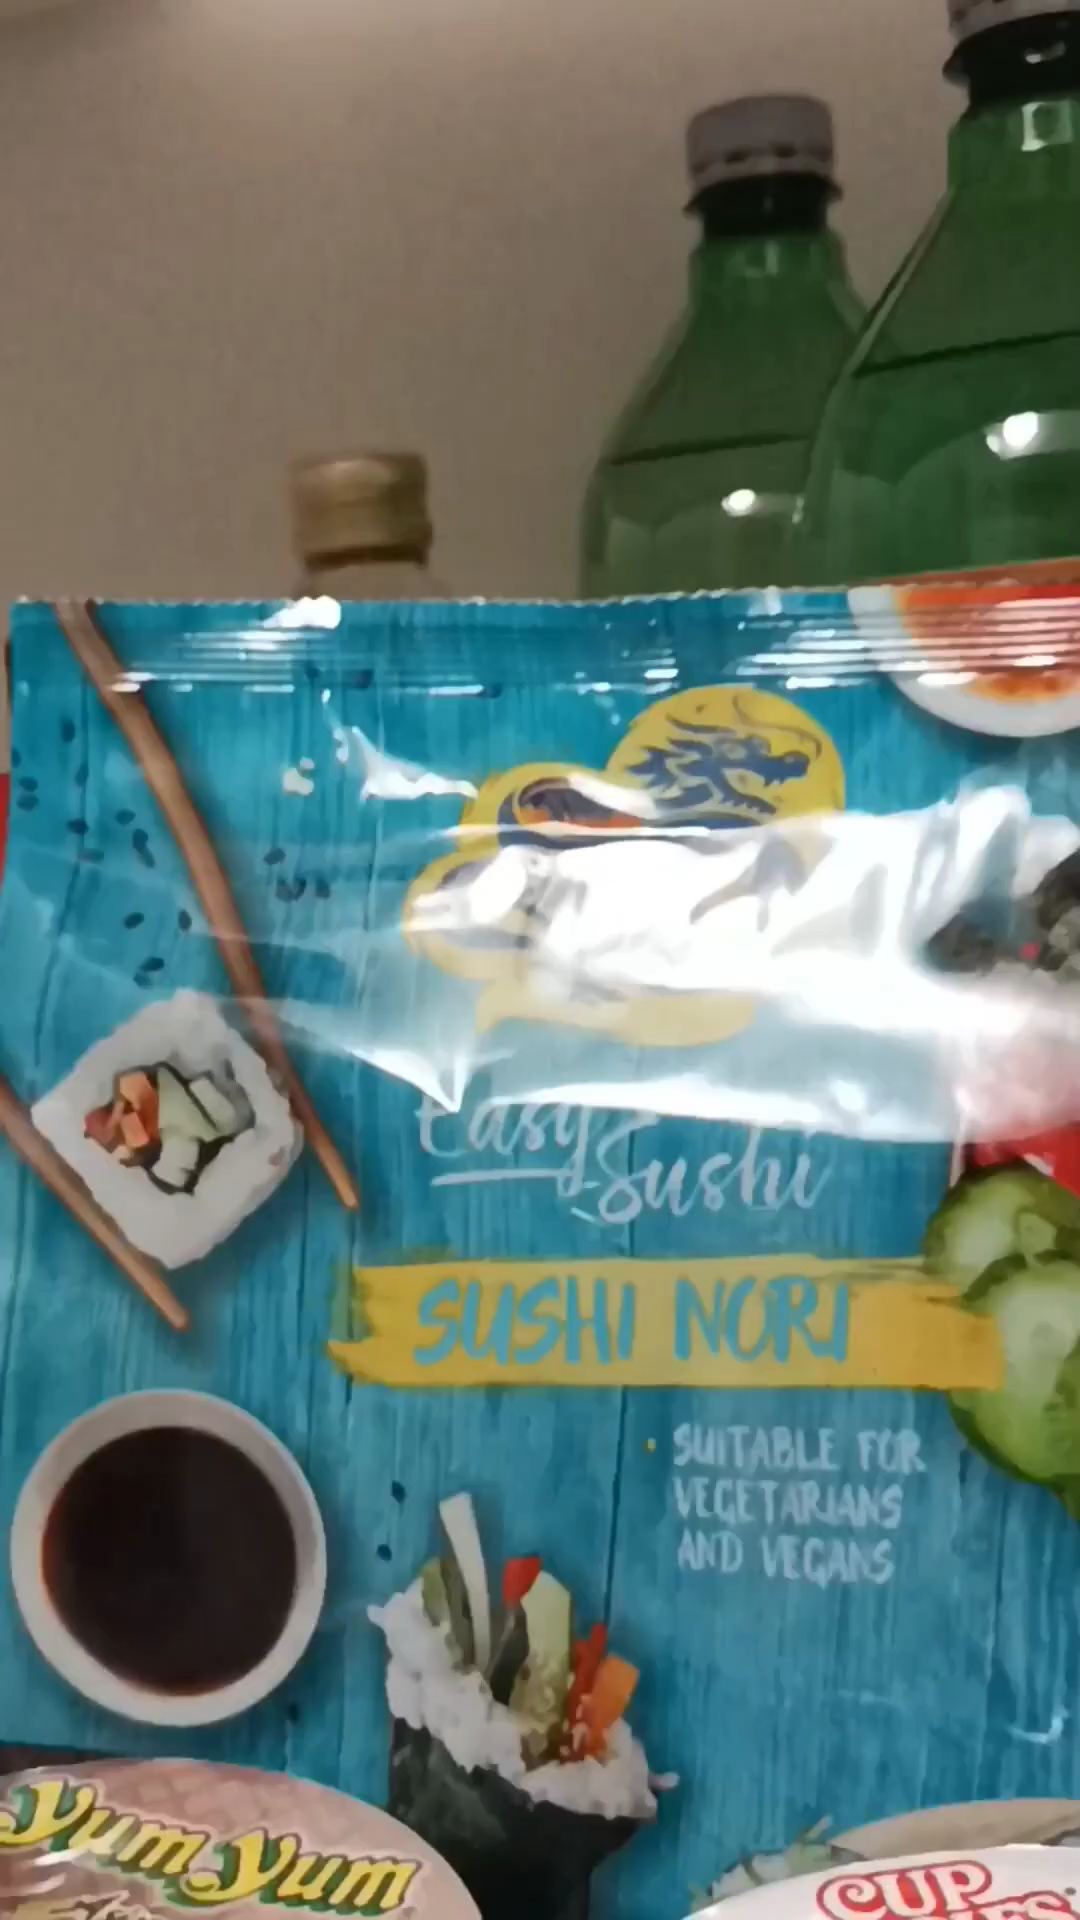 Easy
Sushi
SUSHI NORI
SUITABLE FOR
VEGETARIANS
AND VEGANS
Yum Yum
CUP